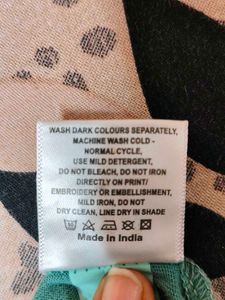 WASH DARK COLOURS SEPARATELY,
MACHINE WASH COLD -
NORMAL CYCLE,
USE MILD DETERGENT,
DO NOT BLEACH, DO NOT IRON
DIRECTLY ON PRINT/
EMBROIDERY OR EMBELLISHMENT,
MILD IRON, DO NOT
DRY CLEAN, LINE DRY IN SHADE
Made in India